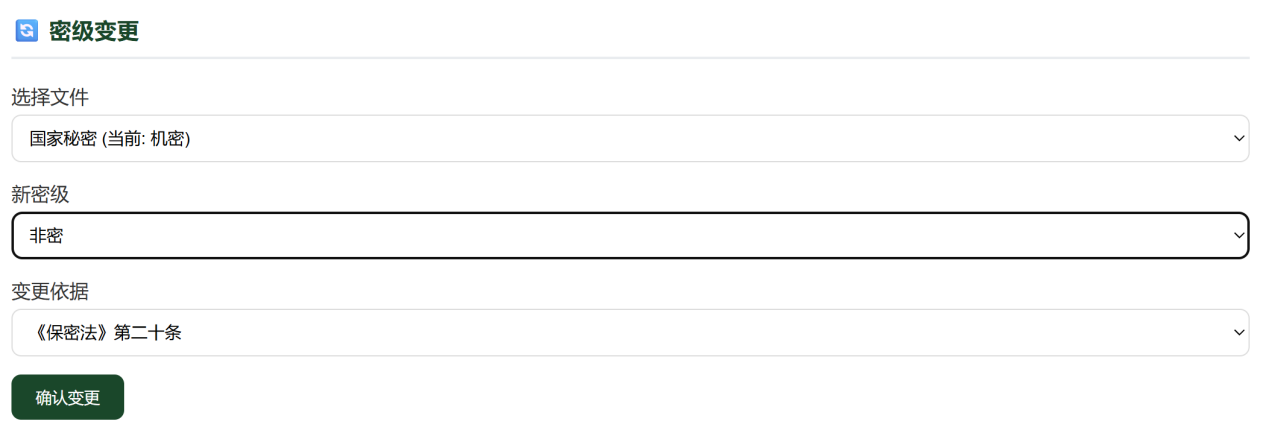 密级变更
选择文件
国家秘密 (当前: 机密)
新密级
非密
变更依据
《保密法》第二十条
确认变更